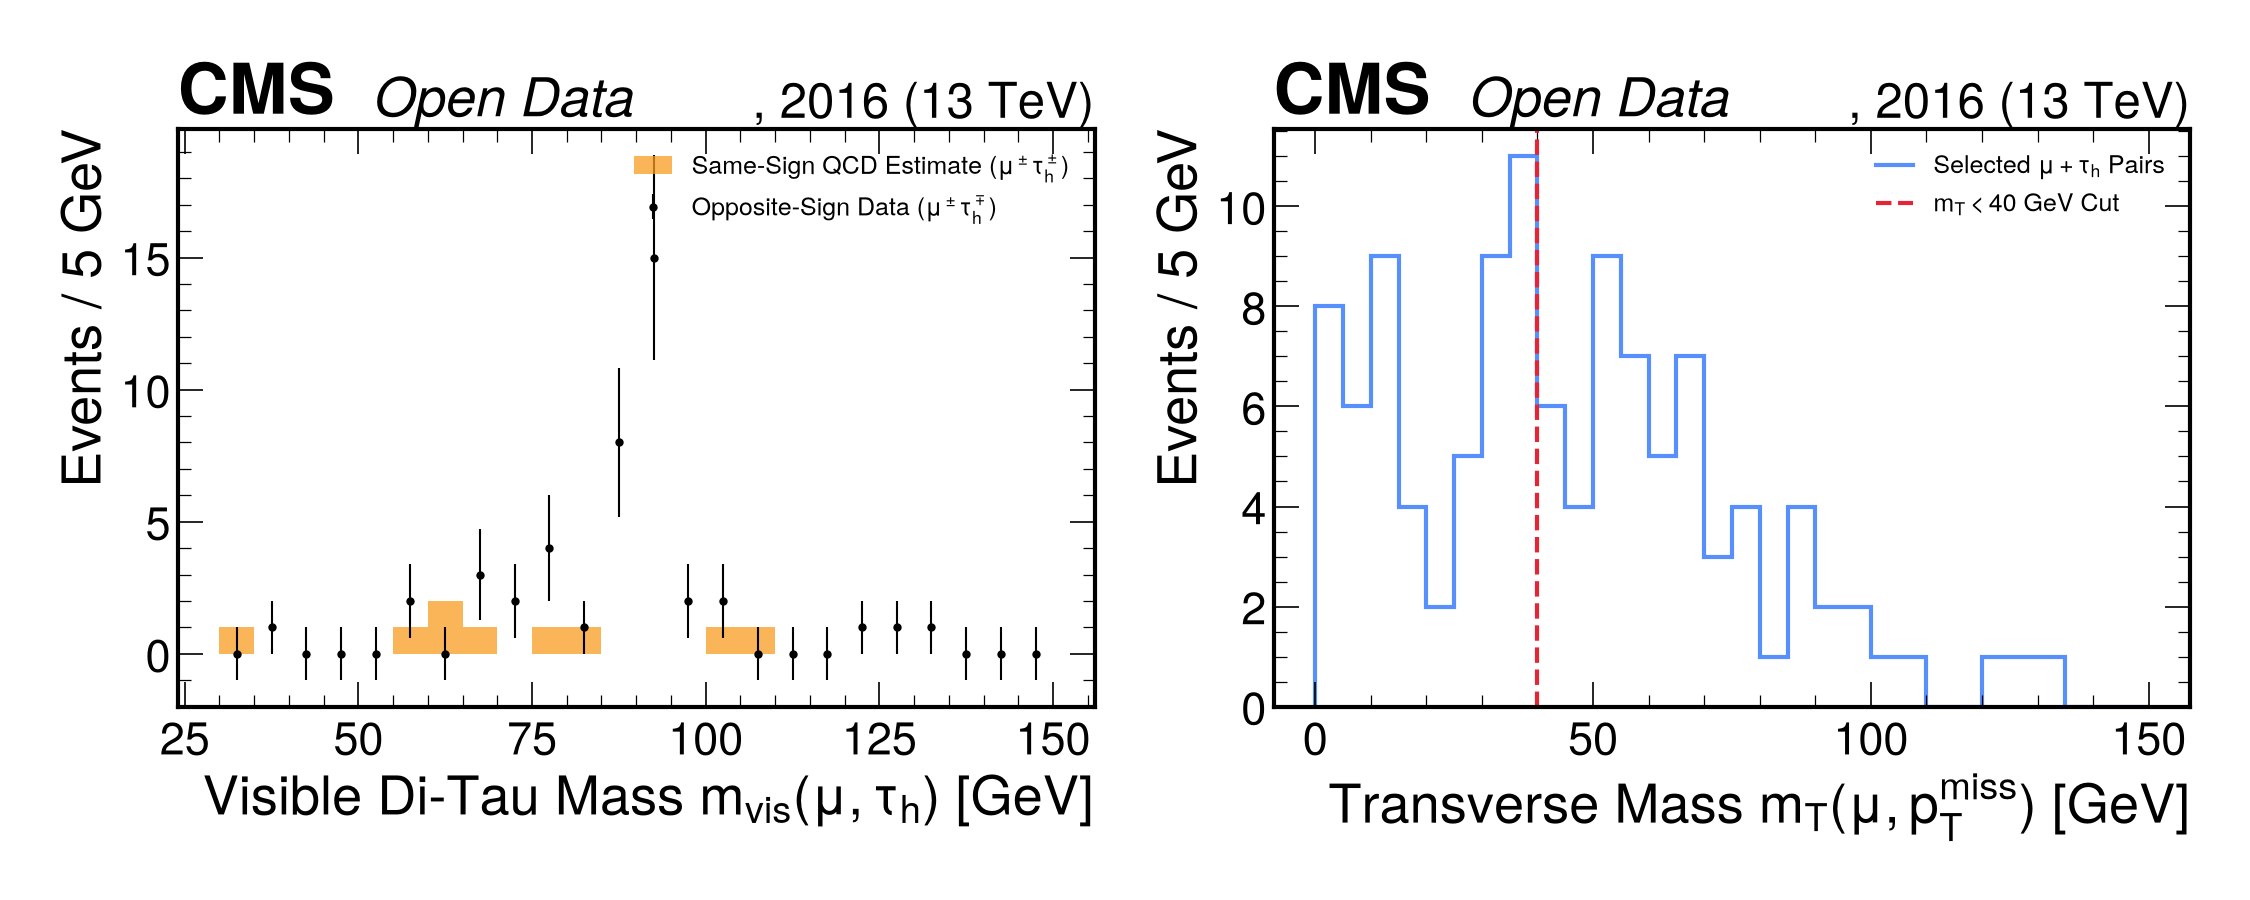 CMS Open Data , 2016 (13 TeV)
Events / 5 GeV
Same-Sign QCD Estimate (μ± τh±)
Opposite-Sign Data (μ± τh∓)
15
10
5
0
25 50 75 100 125 150
Visible Di-Tau Mass mvis(μ, τh) [GeV]
CMS Open Data , 2016 (13 TeV)
Events / 5 GeV
Selected μ + τh Pairs
mT < 40 GeV Cut
10
8
6
4
2
0
0 50 100 150
Transverse Mass mT(μ, pTmiss) [GeV]